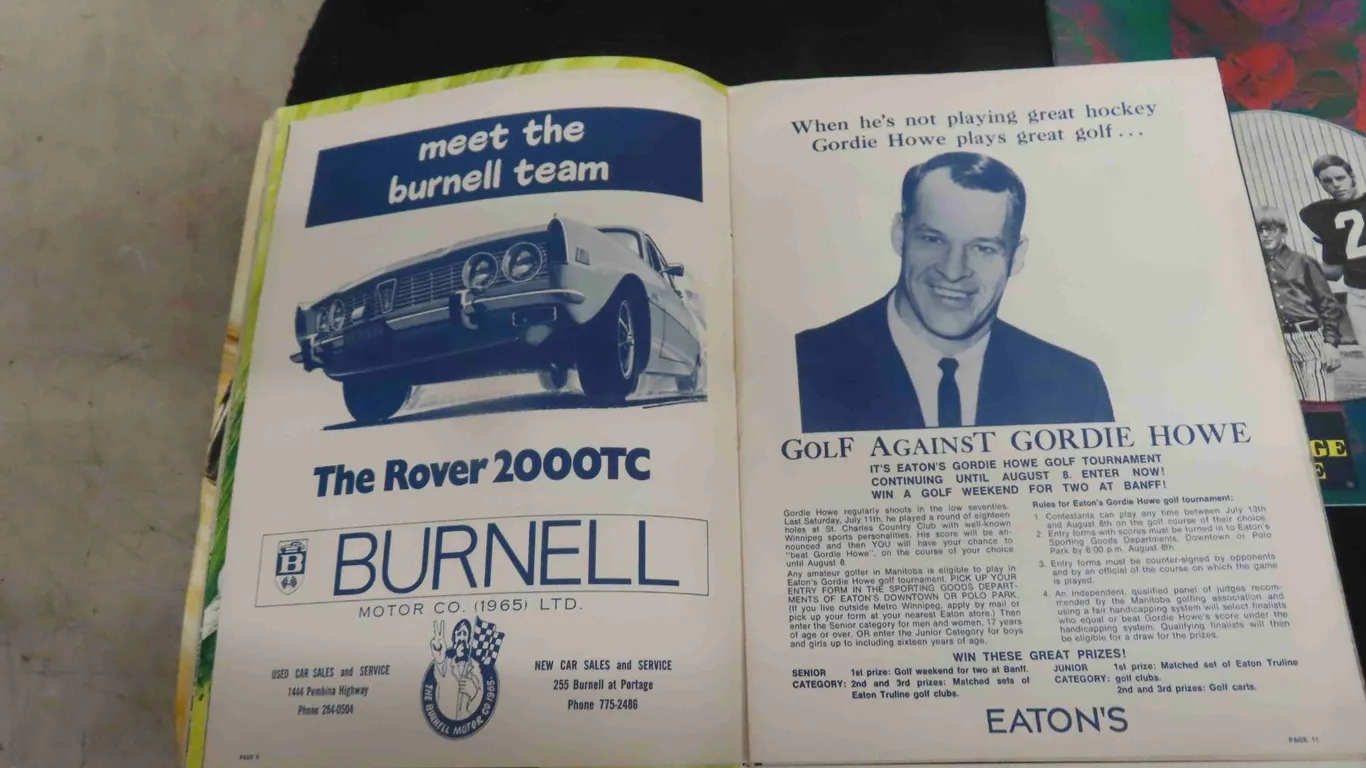 meet the
burnell team
The Rover 2000TC
B
BURNELL
MOTOR CO. (1965) LTD.
THE BURNELL MOTOR CO 1965
USED CAR SALES and SERVICE
1444 Pembina Highway
Phone 284-0504
NEW CAR SALES and SERVICE
255 Burnell at Portage
Phone 775-2486
PAGE
When he's not playing great hockey
Gordie Howe plays great golf ...
GOLF AGAINST GORDIE HOWE
IT'S EATON'S GORDIE HOWE GOLF TOURNAMENT
CONTINUING UNTIL AUGUST 8. ENTER NOW!
WIN A GOLF WEEKEND FOR TWO AT BANFF!
Gordie Howe regularly shoots in the low seventies.
Last Saturday, July 11th, he played a round of eighteen
holes at St. Charles Country Club with well-known
Winnipeg sports personalities. His score will be an-
nounced and then YOU will have your chance to
"beat Gordie Howe", on the course of your choice
until August 8.
Any amateur golfer in Manitoba is eligible to play in
Eaton's Gordie Howe golf tournament. PICK UP YOUR
ENTRY FORM IN THE SPORTING GOODS DEPART-
MENTS OF EATON'S DOWNTOWN OR POLO PARK.
(If you live outside Metro Winnipeg, apply by mail or
pick up your form at your nearest Eaton store.) Then
enter the Senior category for men and women, 17 years
of age or over, OR enter the Junior Category for boys
and girls up to including sixteen years of age.
Rules for Eaton's Gordie Howe golf tournament:
1. Contestants can play any time between July 13th
and August 8th on the golf course of their choice.
2. Entry forms with scores must be turned in to Eaton's
Sporting Goods Departments, Downtown or Polo
Park by 6:00 p.m. August 8th.
3. Entry forms must be counter-signed by opponents
and by an official of the course on which the game
is played.
4. An independent, qualified panel of judges recom-
mended by the Manitoba golfing association and
using a fair handicapping system will select finalists
who equal or beat Gordie Howe's score under the
handicapping system. Qualifying finalists will then
be eligible for a draw for the prizes.
WIN THESE GREAT PRIZES!
SENIOR CATEGORY: 1st prize: Golf weekend for two at Banff.
2nd and 3rd prizes: Matched sets of
Eaton Truline golf clubs.
JUNIOR CATEGORY: 1st prize: Matched set of Eaton Truline
golf clubs.
2nd and 3rd prizes: Golf carts.
EATON'S
PAGE 11
2
GE
E